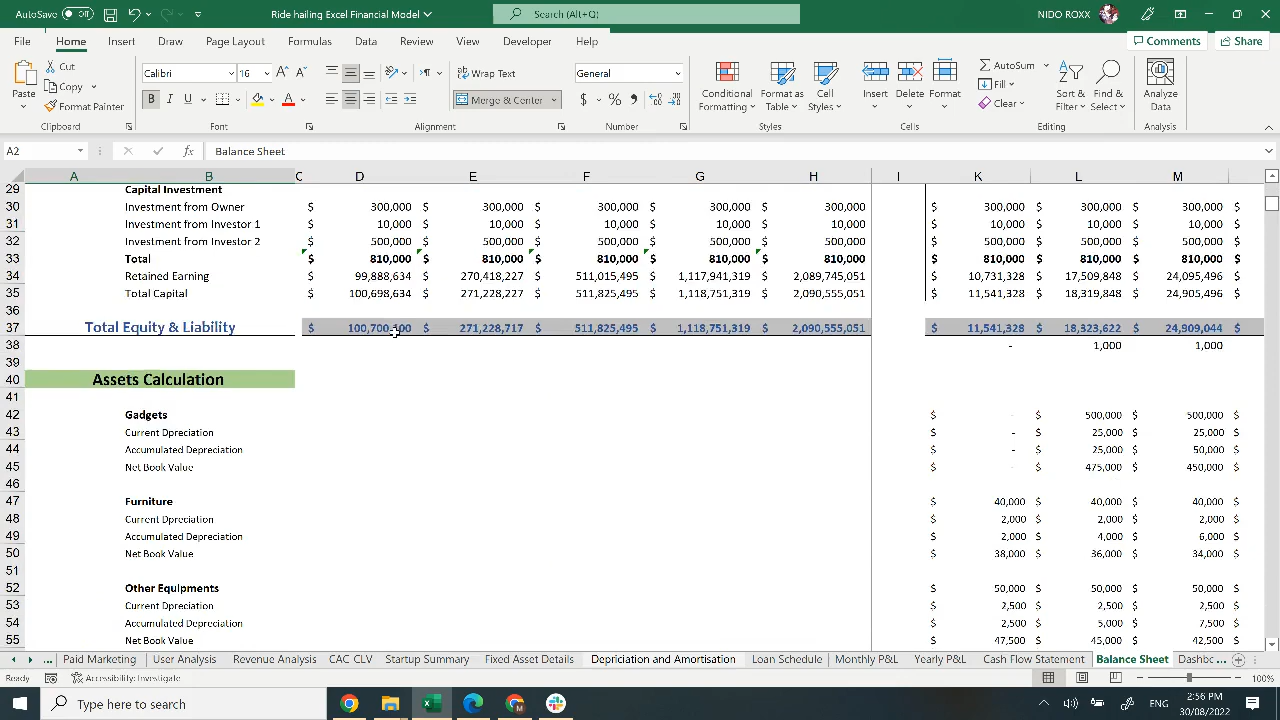 AutoSave Off Ride hailing Excel Financial Model Search (Alt+Q) NIDO ROXX
File Home Insert Draw Page Layout Formulas Data Review View Developer Help Comments Share
Paste Cut Copy Format Painter Clipboard
Calibri 16 B I U Font
Wrap Text Merge & Center Alignment
General $ % Number
Conditional Formatting Format as Table Cell Styles Styles
Insert Delete Format Cells
AutoSum Fill Clear Sort & Filter Find & Select Editing
Analyze Data Analysis
A2 fx Balance Sheet
A B C D E F G H I K L M
29 Capital Investment
30 Investment from Owner $ 300,000 $ 300,000 $ 300,000 $ 300,000 $ 300,000 $ 300,000 $ 300,000 $ 300,000 $
31 Investment from Investor 1 $ 10,000 $ 10,000 $ 10,000 $ 10,000 $ 10,000 $ 10,000 $ 10,000 $ 10,000 $
32 Investment from Investor 2 $ 500,000 $ 500,000 $ 500,000 $ 500,000 $ 500,000 $ 500,000 $ 500,000 $ 500,000 $
33 Total $ 810,000 $ 810,000 $ 810,000 $ 810,000 $ 810,000 $ 810,000 $ 810,000 $ 810,000 $
34 Retained Earning $ 99,888,634 $ 270,418,227 $ 511,015,495 $ 1,117,941,319 $ 2,089,745,051 $ 10,731,328 $ 17,509,848 $ 24,095,496 $
35 Total Capital $ 100,698,634 $ 271,228,227 $ 511,825,495 $ 1,118,751,319 $ 2,090,555,051 $ 11,541,328 $ 18,319,848 $ 24,905,496 $
36
37 Total Equity & Liability $ $ 271,228,717 $ 511,825,495 $ 1,118,751,319 $ 2,090,555,051 $ 11,541,328 $ 18,323,622 $ 24,909,044 $
38 - 1,000 1,000
39
40 Assets Calculation
41
42 Gadgets $ - $ 500,000 $ 500,000 $
43 Current Dpreciation $ - $ 25,000 $ 25,000 $
44 Accumulated Depreciation $ - $ 25,000 $ 50,000 $
45 Net Book Value $ - $ 475,000 $ 450,000 $
46
47 Furniture $ 40,000 $ 40,000 $ 40,000 $
48 Current Dpreciation $ 2,000 $ 2,000 $ 2,000 $
49 Accumulated Depreciation $ 2,000 $ 4,000 $ 6,000 $
50 Net Book Value $ 38,000 $ 36,000 $ 34,000 $
51
52 Other Equipments $ 50,000 $ 50,000 $ 50,000 $
53 Current Dpreciation $ 2,500 $ 2,500 $ 2,500 $
54 Accumulated Depreciation $ 2,500 $ 5,000 $ 7,500 $
55 Net Book Value $ 47,500 $ 45,000 $ 42,500 $
... Paid Marketing User Analysis Revenue Analysis CAC CLV Startup Summary Fixed Asset Details Depriciation and Amortisation Loan Schedule Monthly P&L Yearly P&L Cash Flow Statement Balance Sheet Dashbc ...
Ready Accessibility: Investigate 100%
Type here to search ENG 2:56 PM
30/08/2022